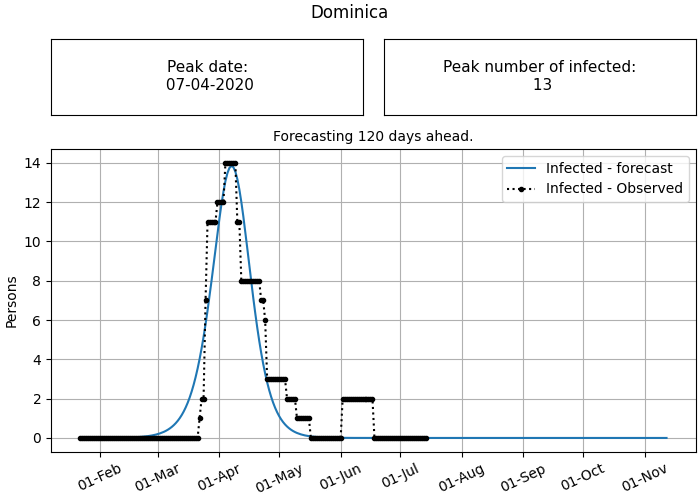 Dominica
Peak date:
07-04-2020
Peak number of infected:
13
Forecasting 120 days ahead.
Infected - forecast
Infected - Observed
Persons
14
12
10
8
6
4
2
0
01-Feb
01-Mar
01-Apr
01-May
01-Jun
01-Jul
01-Aug
01-Sep
01-Oct
01-Nov